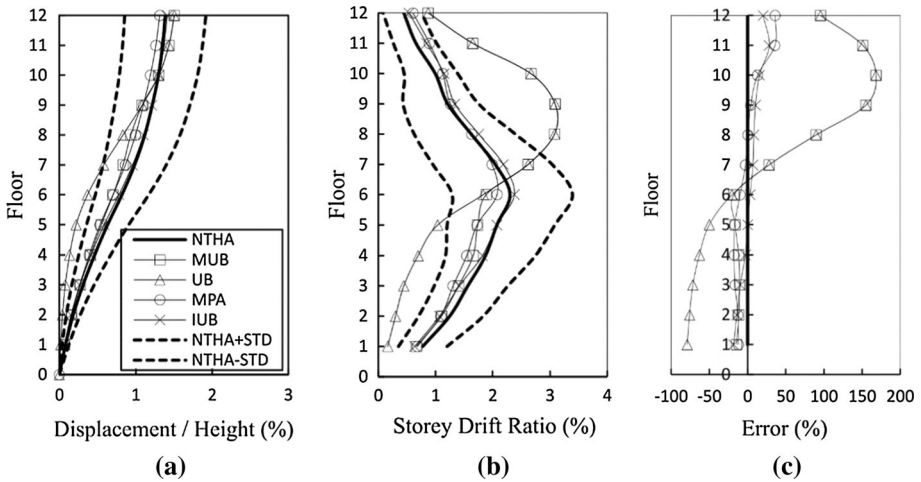 12
11
10
9
8
7
6
5
4
3
2
1
0
Floor
NTHA
MUB
UB
MPA
IUB
NTHA+STD
NTHA-STD
0 1 2 3
Displacement / Height (%)
(a)
12
11
10
9
8
7
6
5
4
3
2
1
0
Floor
0 1 2 3 4
Storey Drift Ratio (%)
(b)
12
11
10
9
8
7
6
5
4
3
2
1
0
Floor
-100 -50 0 50 100 150 200
Error (%)
(c)